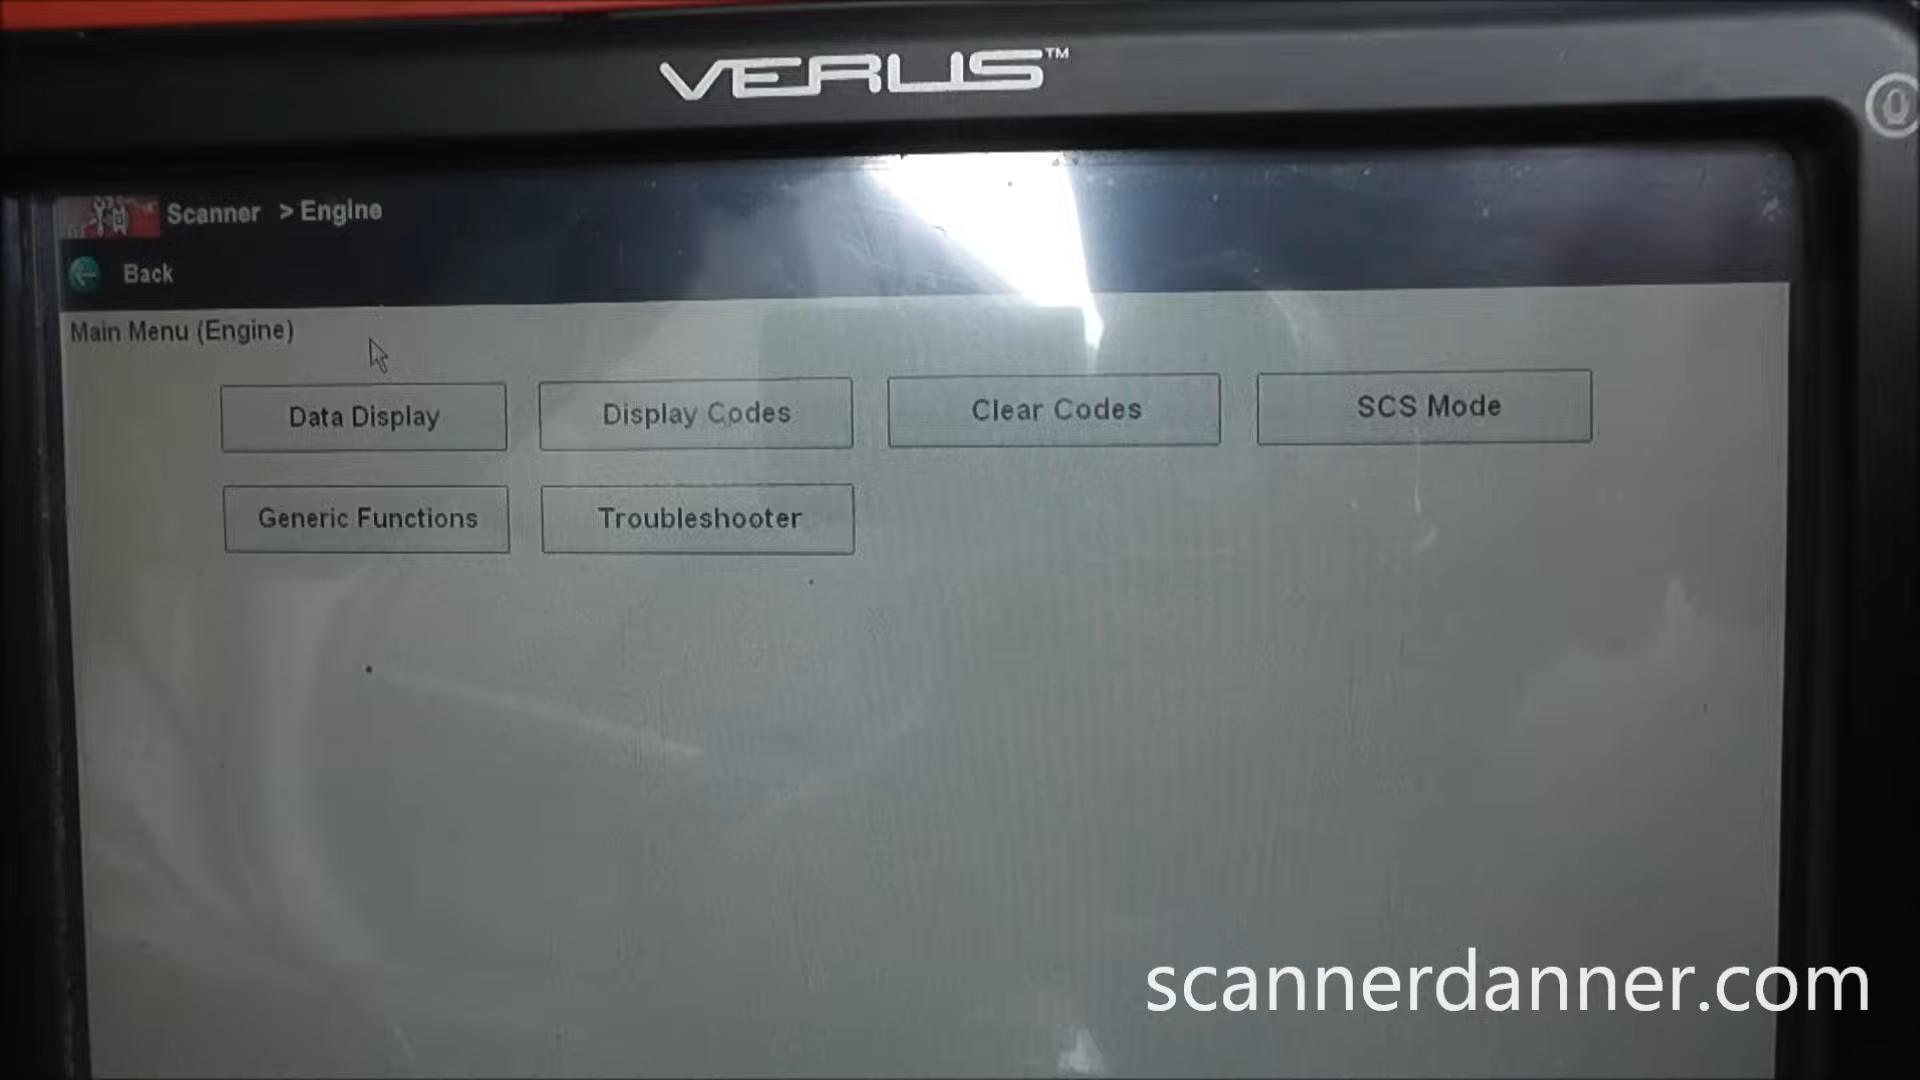 VERUS™
Scanner > Engine
Back
Main Menu (Engine)
Data Display
Display Codes
Clear Codes
SCS Mode
Generic Functions
Troubleshooter
scannerdanner.com